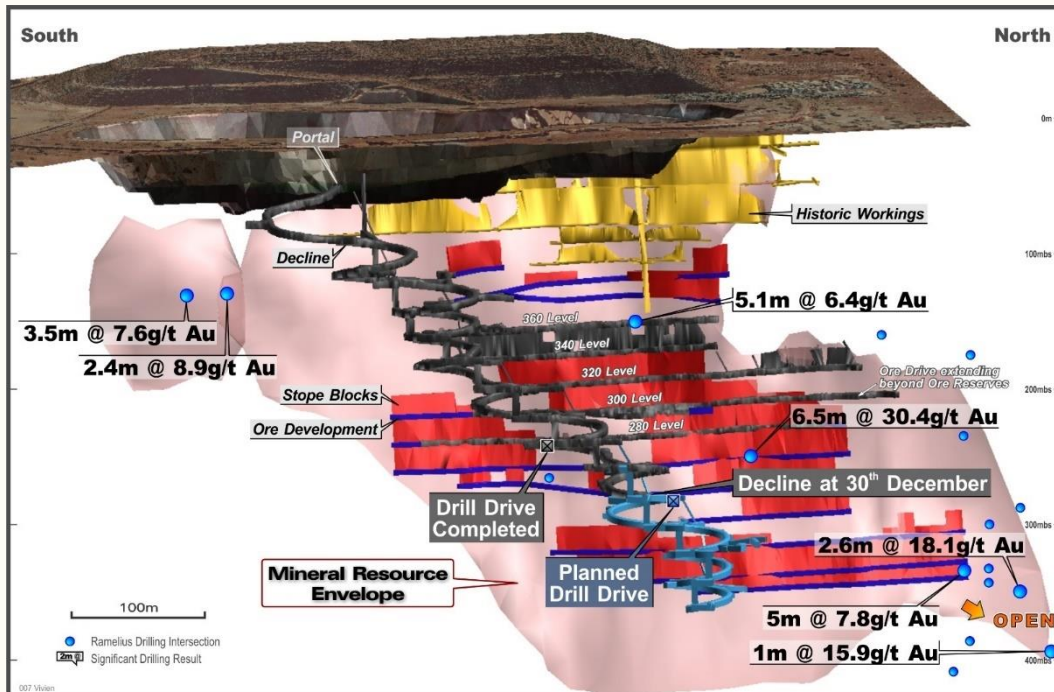 South
North
0m
Portal
Historic Workings
Decline
100mbs
5.1m @ 6.4g/t Au
3.5m @ 7.6g/t Au
2.4m @ 8.9g/t Au
360 Level
340 Level
320 Level
Ore Drive extending
beyond Ore Reserves
200mbs
Stope Blocks
300 Level
Ore Development
280 Level
6.5m @ 30.4g/t Au
Decline at 30th December
Drill Drive
Completed
300mbs
2.6m @ 18.1g/t Au
Mineral Resource
Envelope
Planned
Drill Drive
100m
5m @ 7.8g/t Au
OPEN
Ramelius Drilling Intersection
2m @ Significant Drilling Result
1m @ 15.9g/t Au
400mbs
007 Vivien